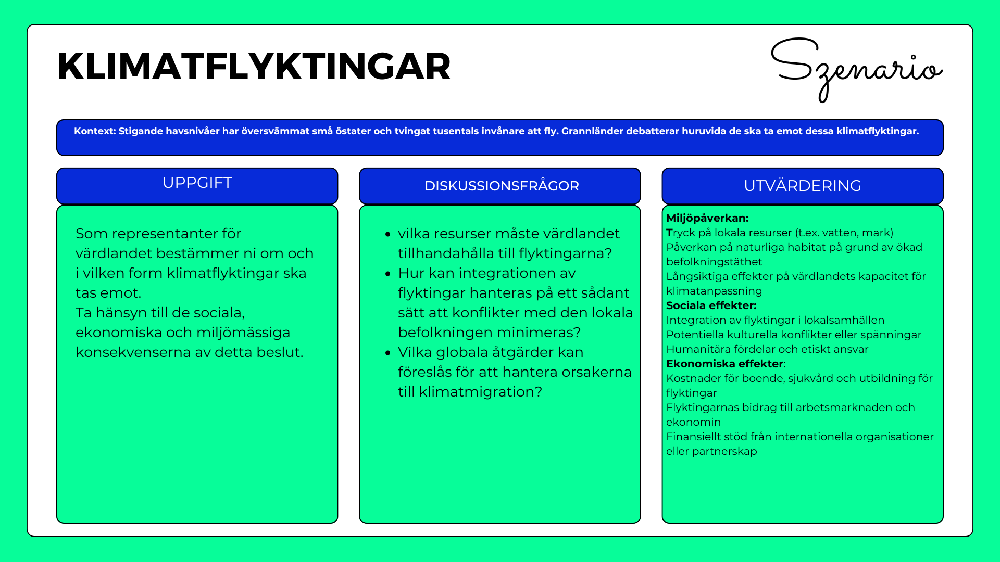 KLIMATFLYKTINGAR
Szenario
Kontext: Stigande havsnivåer har översvämmat små östater och tvingat tusentals invånare att fly. Grannländer debatterar huruvida de ska ta emot dessa klimatflyktingar.
UPPGIFT
Som representanter för
värdlandet bestämmer ni om och
i vilken form klimatflyktingar ska
tas emot.
Ta hänsyn till de sociala,
ekonomiska och miljömässiga
konsekvenserna av detta beslut.
DISKUSSIONSFRÅGOR
• vilka resurser måste värdlandet
tillhandahålla till flyktingarna?
• Hur kan integrationen av
flyktingar hanteras på ett sådant
sätt att konflikter med den lokala
befolkningen minimeras?
• Vilka globala åtgärder kan
föreslås för att hantera orsakerna
till klimatmigration?
UTVÄRDERING
Miljöpåverkan:
Tryck på lokala resurser (t.ex. vatten, mark)
Påverkan på naturliga habitat på grund av ökad
befolkningstäthet
Långsiktiga effekter på värdlandets kapacitet för
klimatanpassning
Sociala effekter:
Integration av flyktingar i lokalsamhällen
Potentiella kulturella konflikter eller spänningar
Humanitära fördelar och etiskt ansvar
Ekonomiska effekter:
Kostnader för boende, sjukvård och utbildning för
flyktingar
Flyktingarnas bidrag till arbetsmarknaden och
ekonomin
Finansiellt stöd från internationella organisationer
eller partnerskap